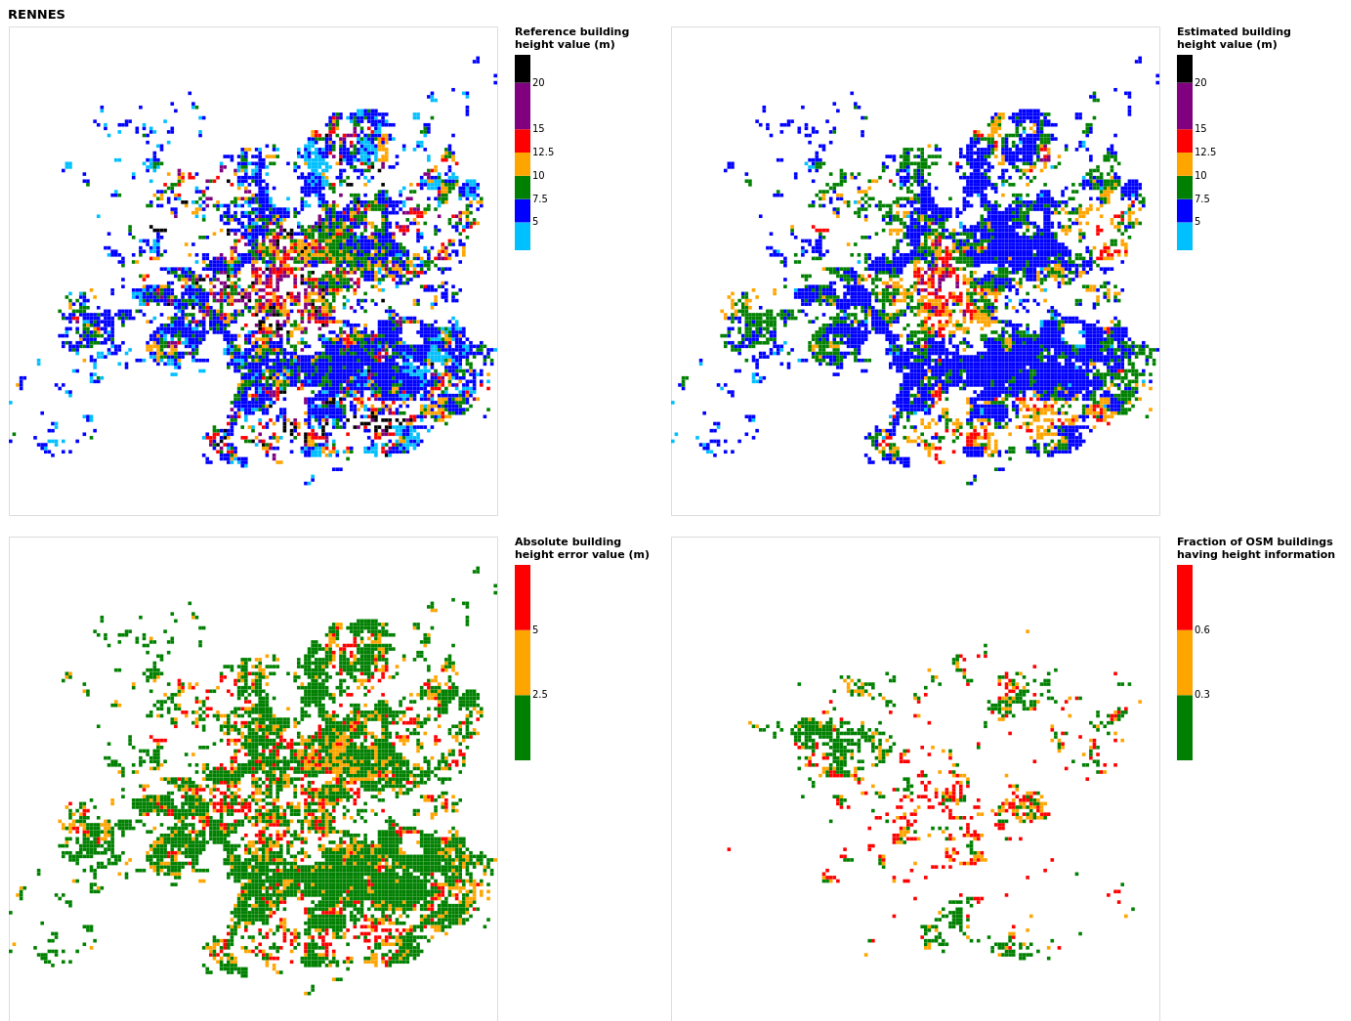 RENNES
Reference building
height value (m)
20
15
12.5
10
7.5
5
Estimated building
height value (m)
20
15
12.5
10
7.5
5
Absolute building
height error value (m)
5
2.5
Fraction of OSM buildings
having height information
0.6
0.3